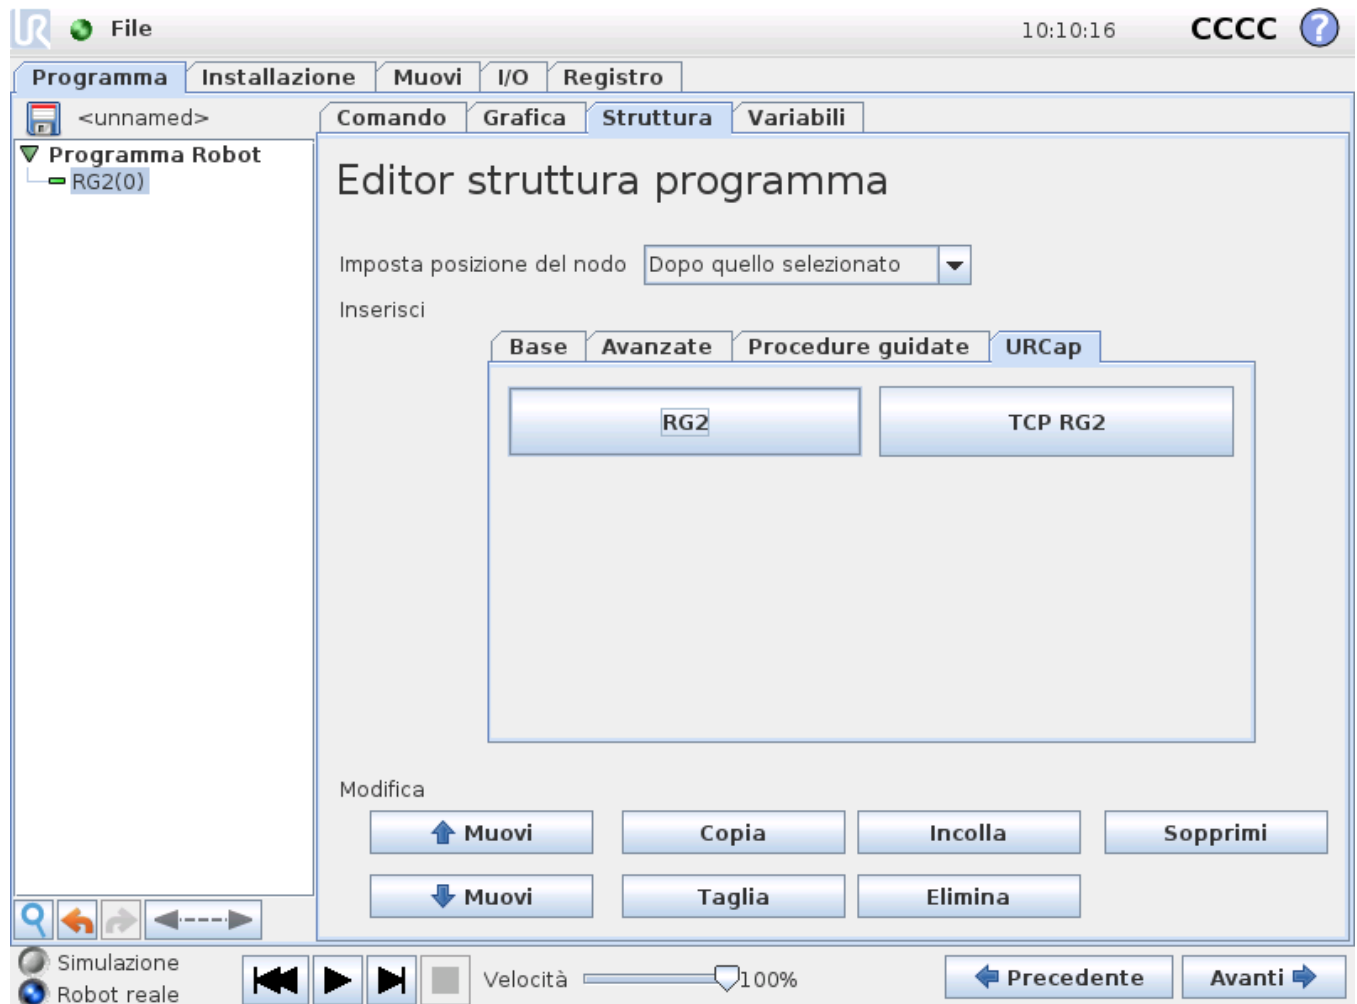 File 10:10:16 CCCC ?
Programma Installazione Muovi I/O Registro
<unnamed> Comando Grafica Struttura Variabili
Programma Robot
RG2(0)
Editor struttura programma
Imposta posizione del nodo Dopo quello selezionato
Inserisci
Base Avanzate Procedure guidate URCap
RG2 TCP RG2
Modifica
Muovi Copia Incolla Sopprimi
Muovi Taglia Elimina
Simulazione
Robot reale
Velocità 100% Precedente Avanti